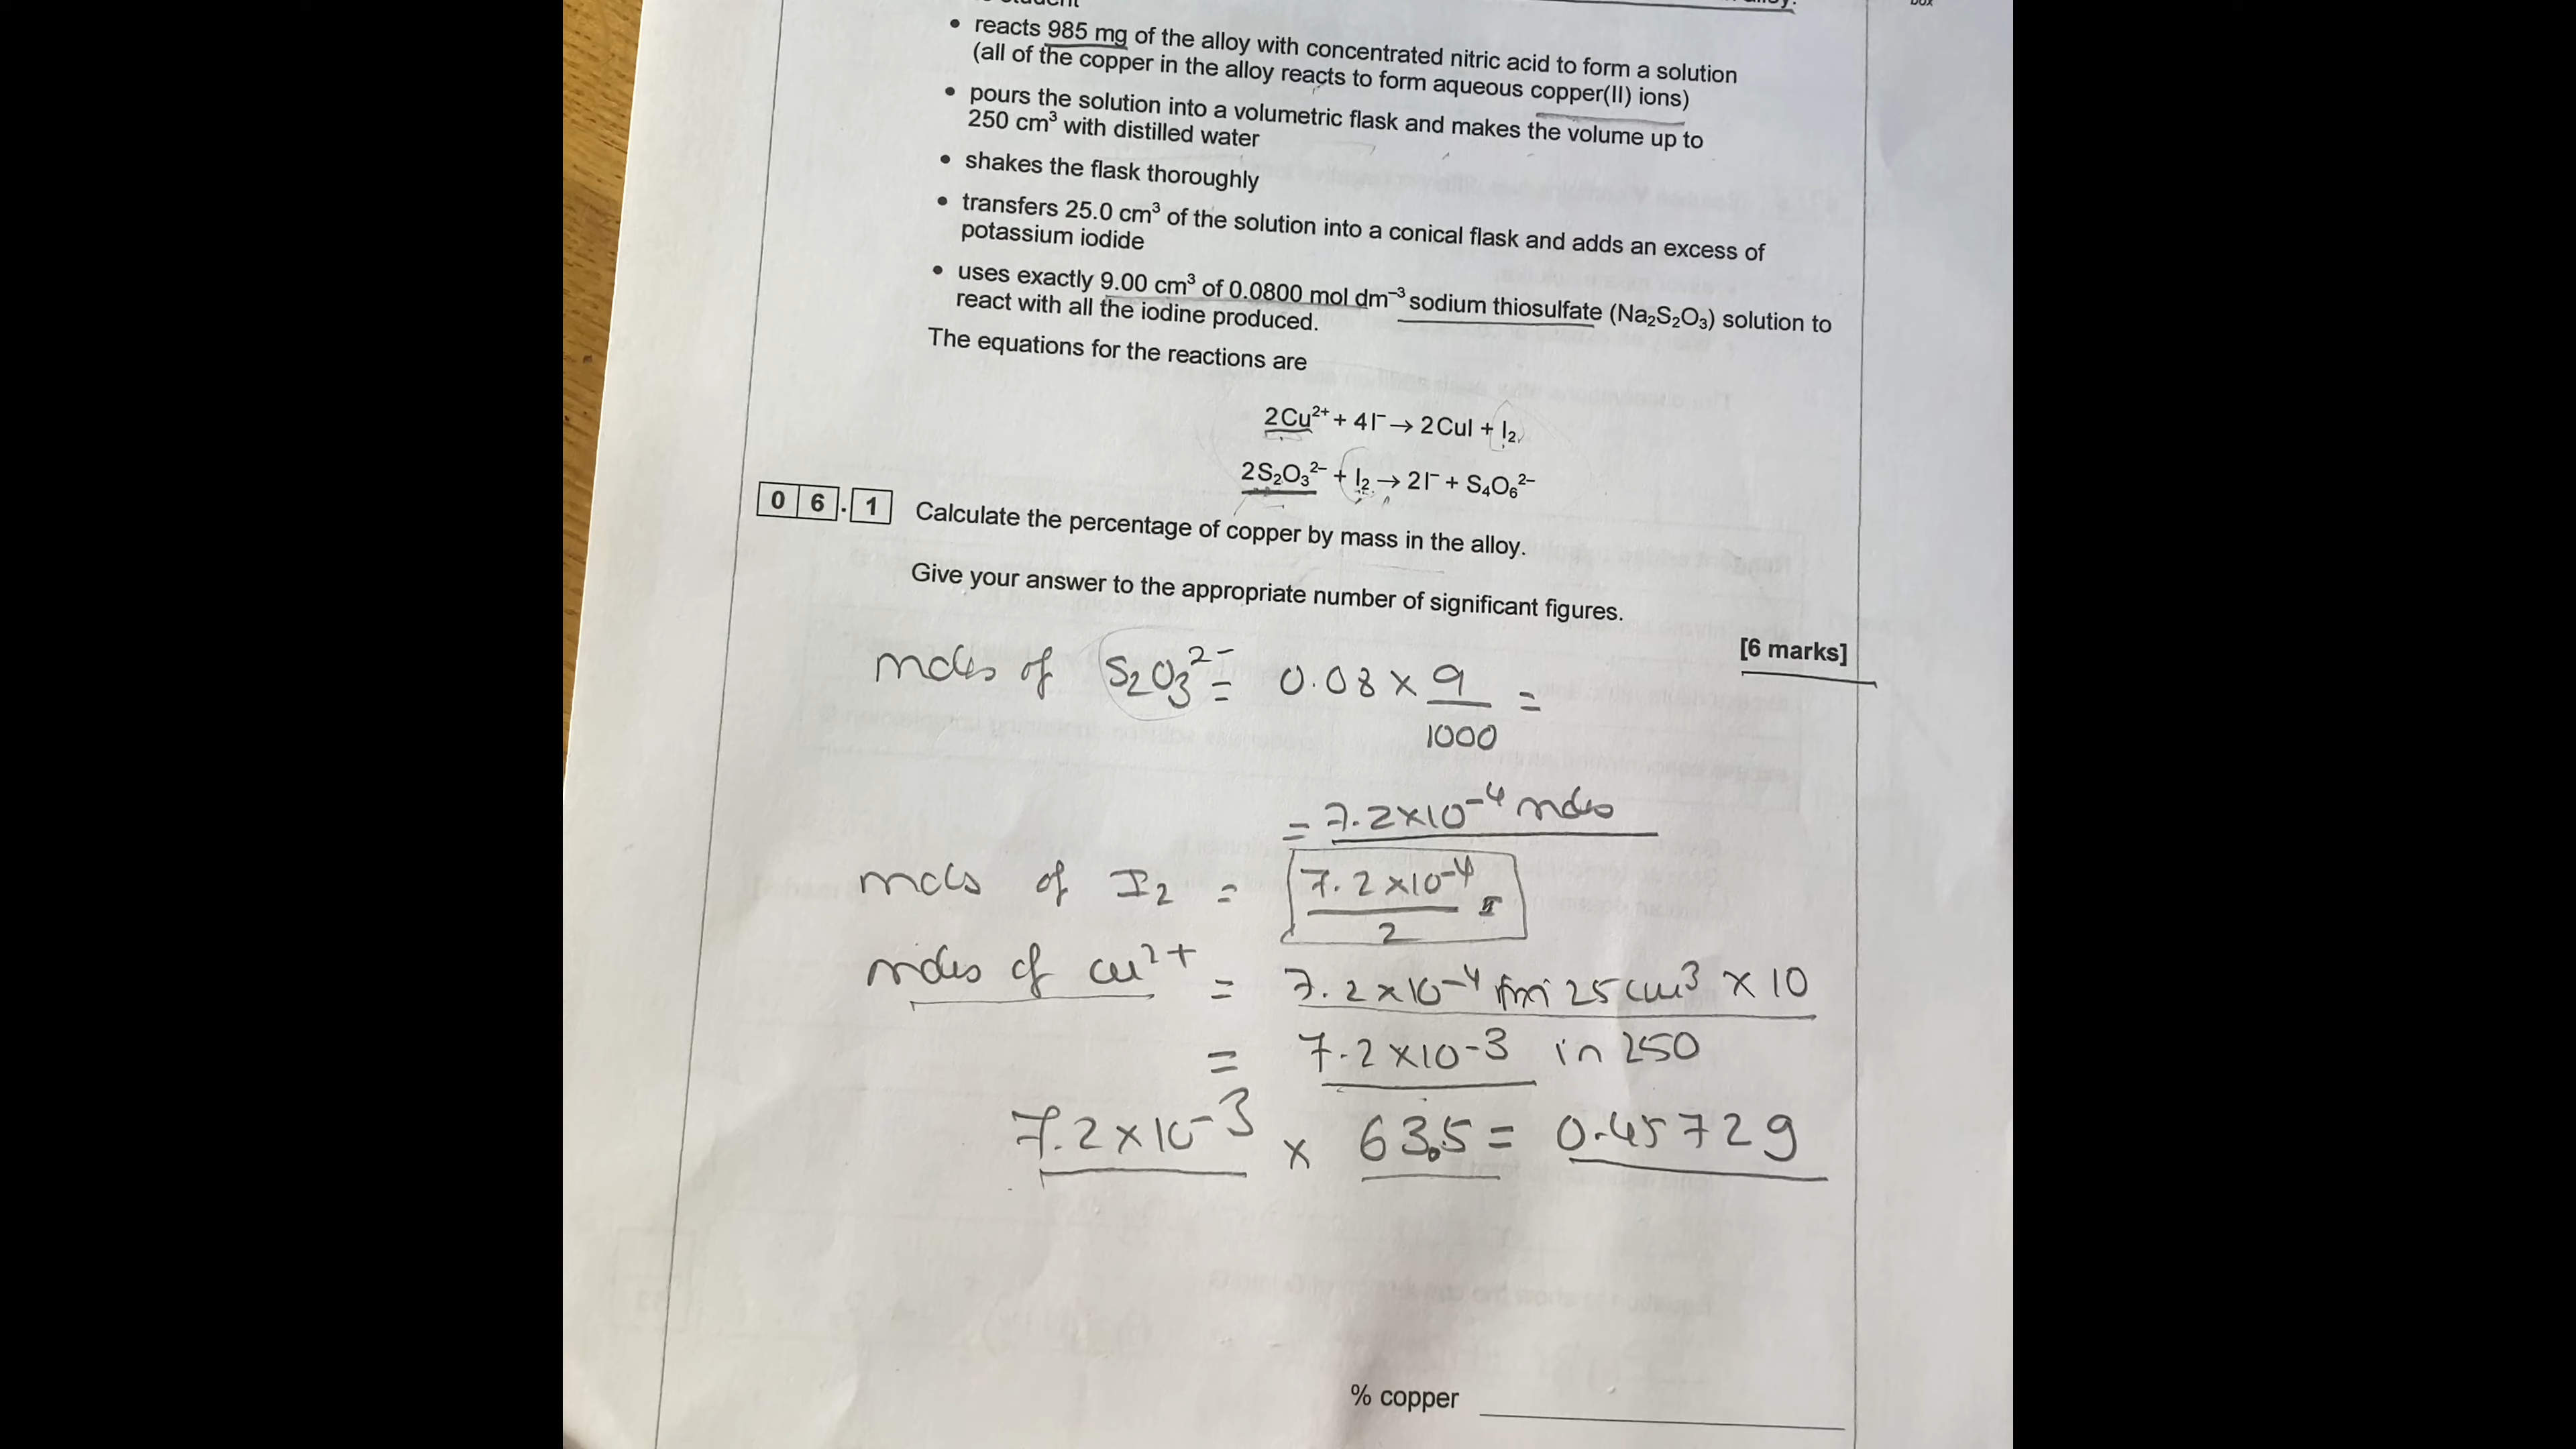 student
alloy.
box
• reacts 985 mg of the alloy with concentrated nitric acid to form a solution
(all of the copper in the alloy reacts to form aqueous copper(II) ions)
• pours the solution into a volumetric flask and makes the volume up to
250 cm³ with distilled water
• shakes the flask thoroughly
• transfers 25.0 cm³ of the solution into a conical flask and adds an excess of
potassium iodide
• uses exactly 9.00 cm³ of 0.0800 mol dm⁻³ sodium thiosulfate (Na₂S₂O₃) solution to
react with all the iodine produced.
The equations for the reactions are
2Cu²⁺ + 4I⁻ → 2CuI + I₂
2S₂O₃²⁻ + I₂ → 2I⁻ + S₄O₆²⁻
0 6 . 1 Calculate the percentage of copper by mass in the alloy.
Give your answer to the appropriate number of significant figures.
[6 marks]
moles of S₂O₃²⁻ = 0.08 × 9/1000 =
= 7.2×10⁻⁴ moles
moles of I₂ = 7.2×10⁻⁴/2
moles of cu²⁺ = 7.2×10⁻⁴ in 25cm³ × 10
= 7.2×10-3 in 250
7.2×10⁻³ × 63.5 = 0.4572g
% copper